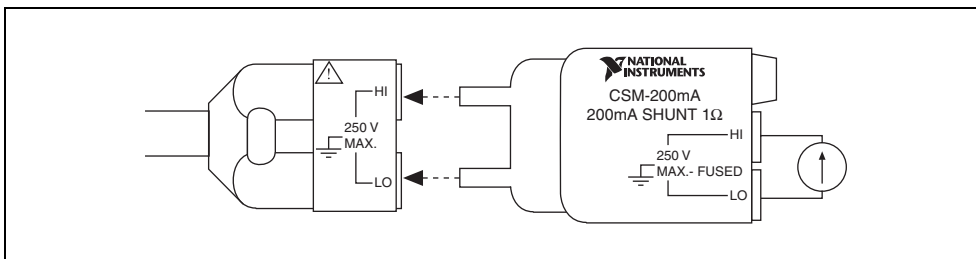 !
HI
250 V
MAX.
LO
NATIONAL
INSTRUMENTS
CSM-200mA
200mA SHUNT 1Ω
HI
250 V
MAX.- FUSED
LO